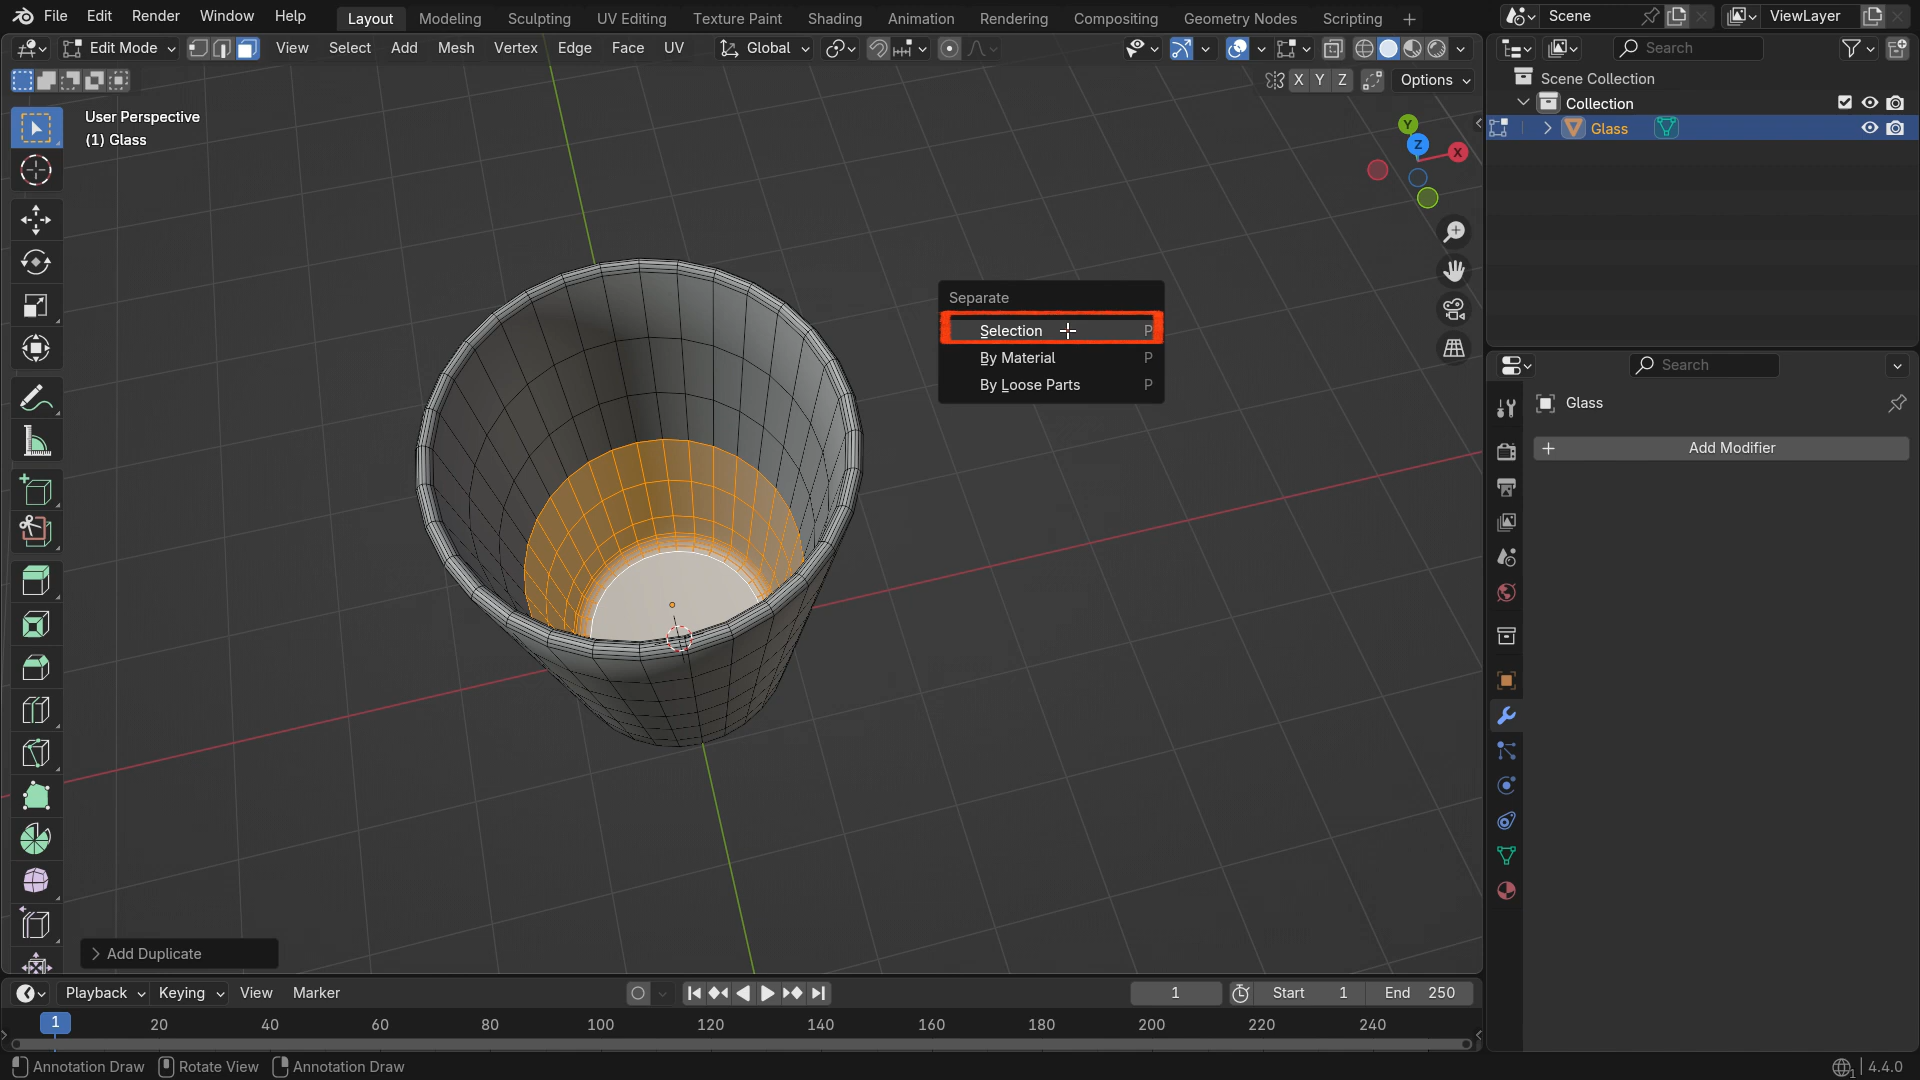 File Edit Render Window Help Layout Modeling Sculpting UV Editing Texture Paint Shading Animation Rendering Compositing Geometry Nodes Scripting + Scene ViewLayer
Edit Mode View Select Add Mesh Vertex Edge Face UV Global Search
X Y Z Options
Scene Collection
Collection
Glass
User Perspective
(1) Glass
Y
Z
X
Separate
Selection P
By Material P
By Loose Parts P
Search
Glass
+ Add Modifier
Add Duplicate
Playback Keying View Marker 1 Start 1 End 250
1 20 40 60 80 100 120 140 160 180 200 220 240
Annotation Draw Rotate View Annotation Draw 4.4.0